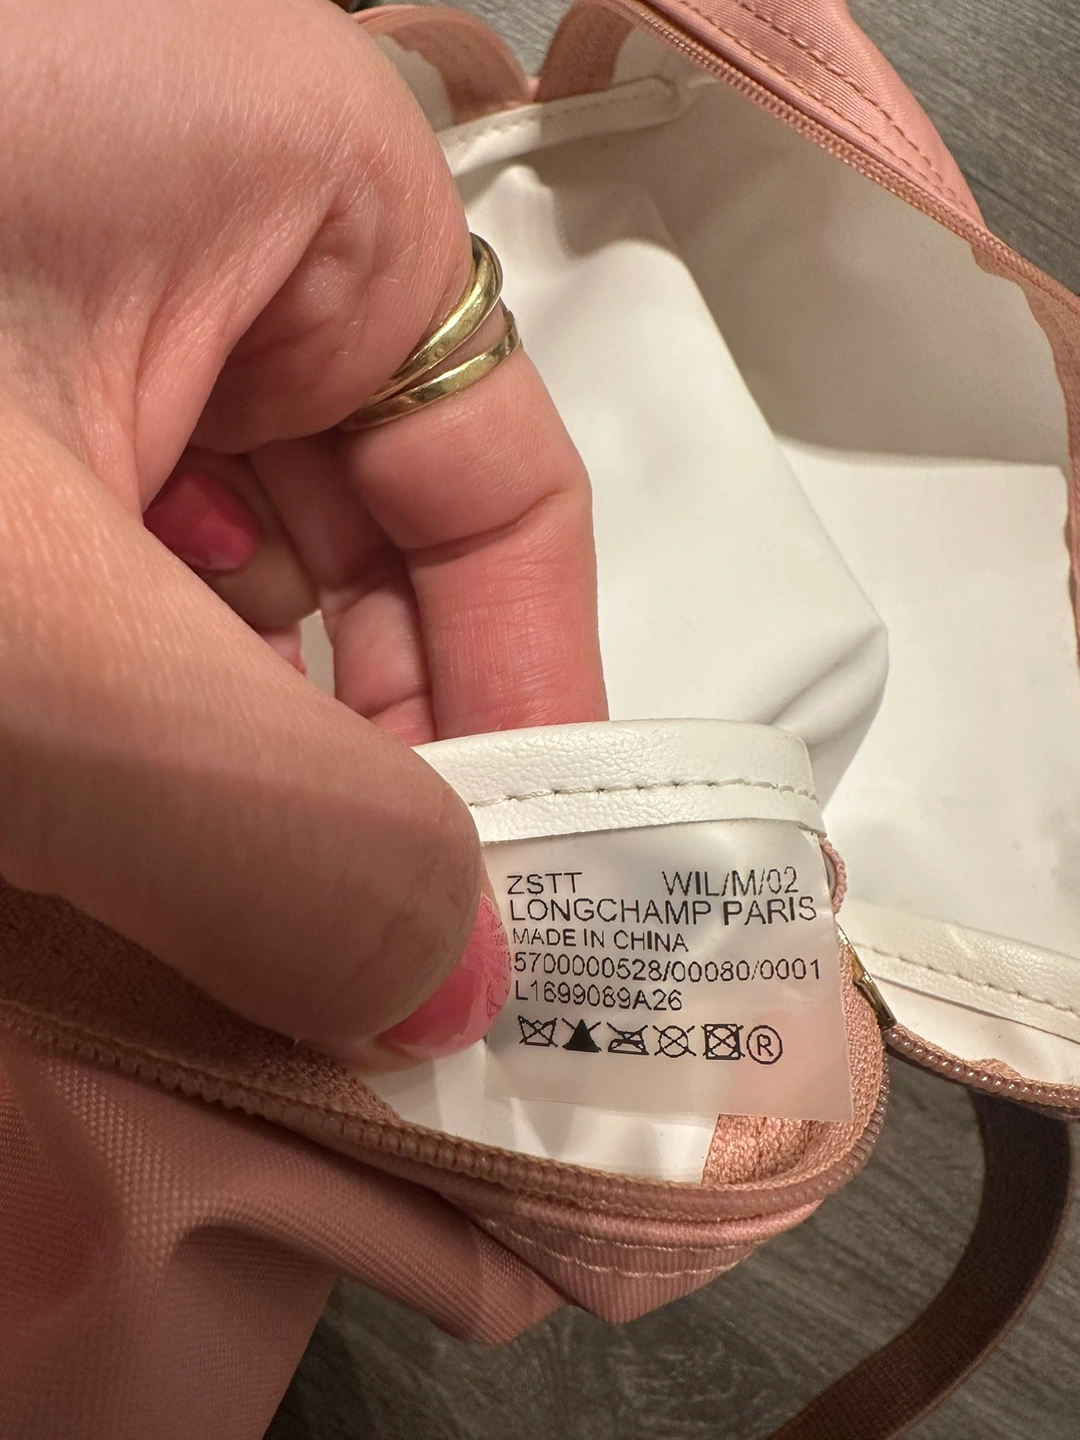 ZSTT WIL/M/02
LONGCHAMP PARIS
MADE IN CHINA
5700000528/00080/0001
L1699089A26
®